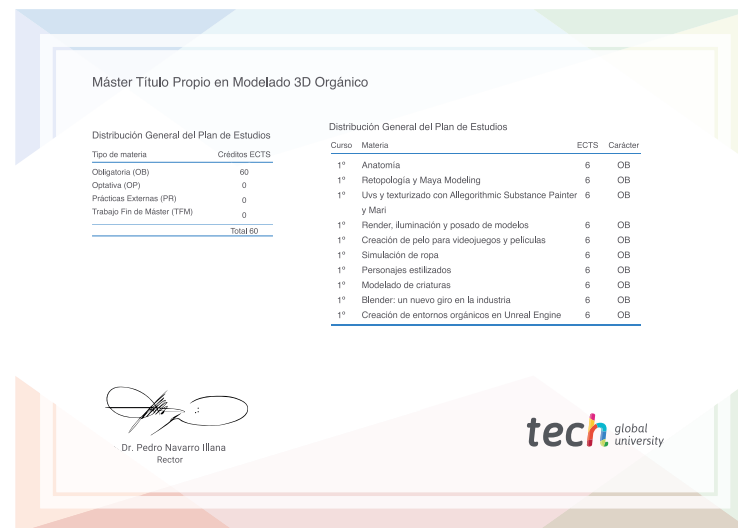 Máster Título Propio en Modelado 3D Orgánico
Distribución General del Plan de Estudios
Tipo de materia Créditos ECTS
Obligatoria (OB) 60
Optativa (OP) 0
Prácticas Externas (PR) 0
Trabajo Fin de Máster (TFM) 0
Total 60
Distribución General del Plan de Estudios
Curso Materia ECTS Carácter
1º Anatomía 6 OB
1º Retopología y Maya Modeling 6 OB
1º Uvs y texturizado con Allegorithmic Substance Painter 6 OB
y Mari
1º Render, iluminación y posado de modelos 6 OB
1º Creación de pelo para videojuegos y películas 6 OB
1º Simulación de ropa 6 OB
1º Personajes estilizados 6 OB
1º Modelado de criaturas 6 OB
1º Blender: un nuevo giro en la industria 6 OB
1º Creación de entornos orgánicos en Unreal Engine 6 OB
Dr. Pedro Navarro Illana
Rector
tech global
university